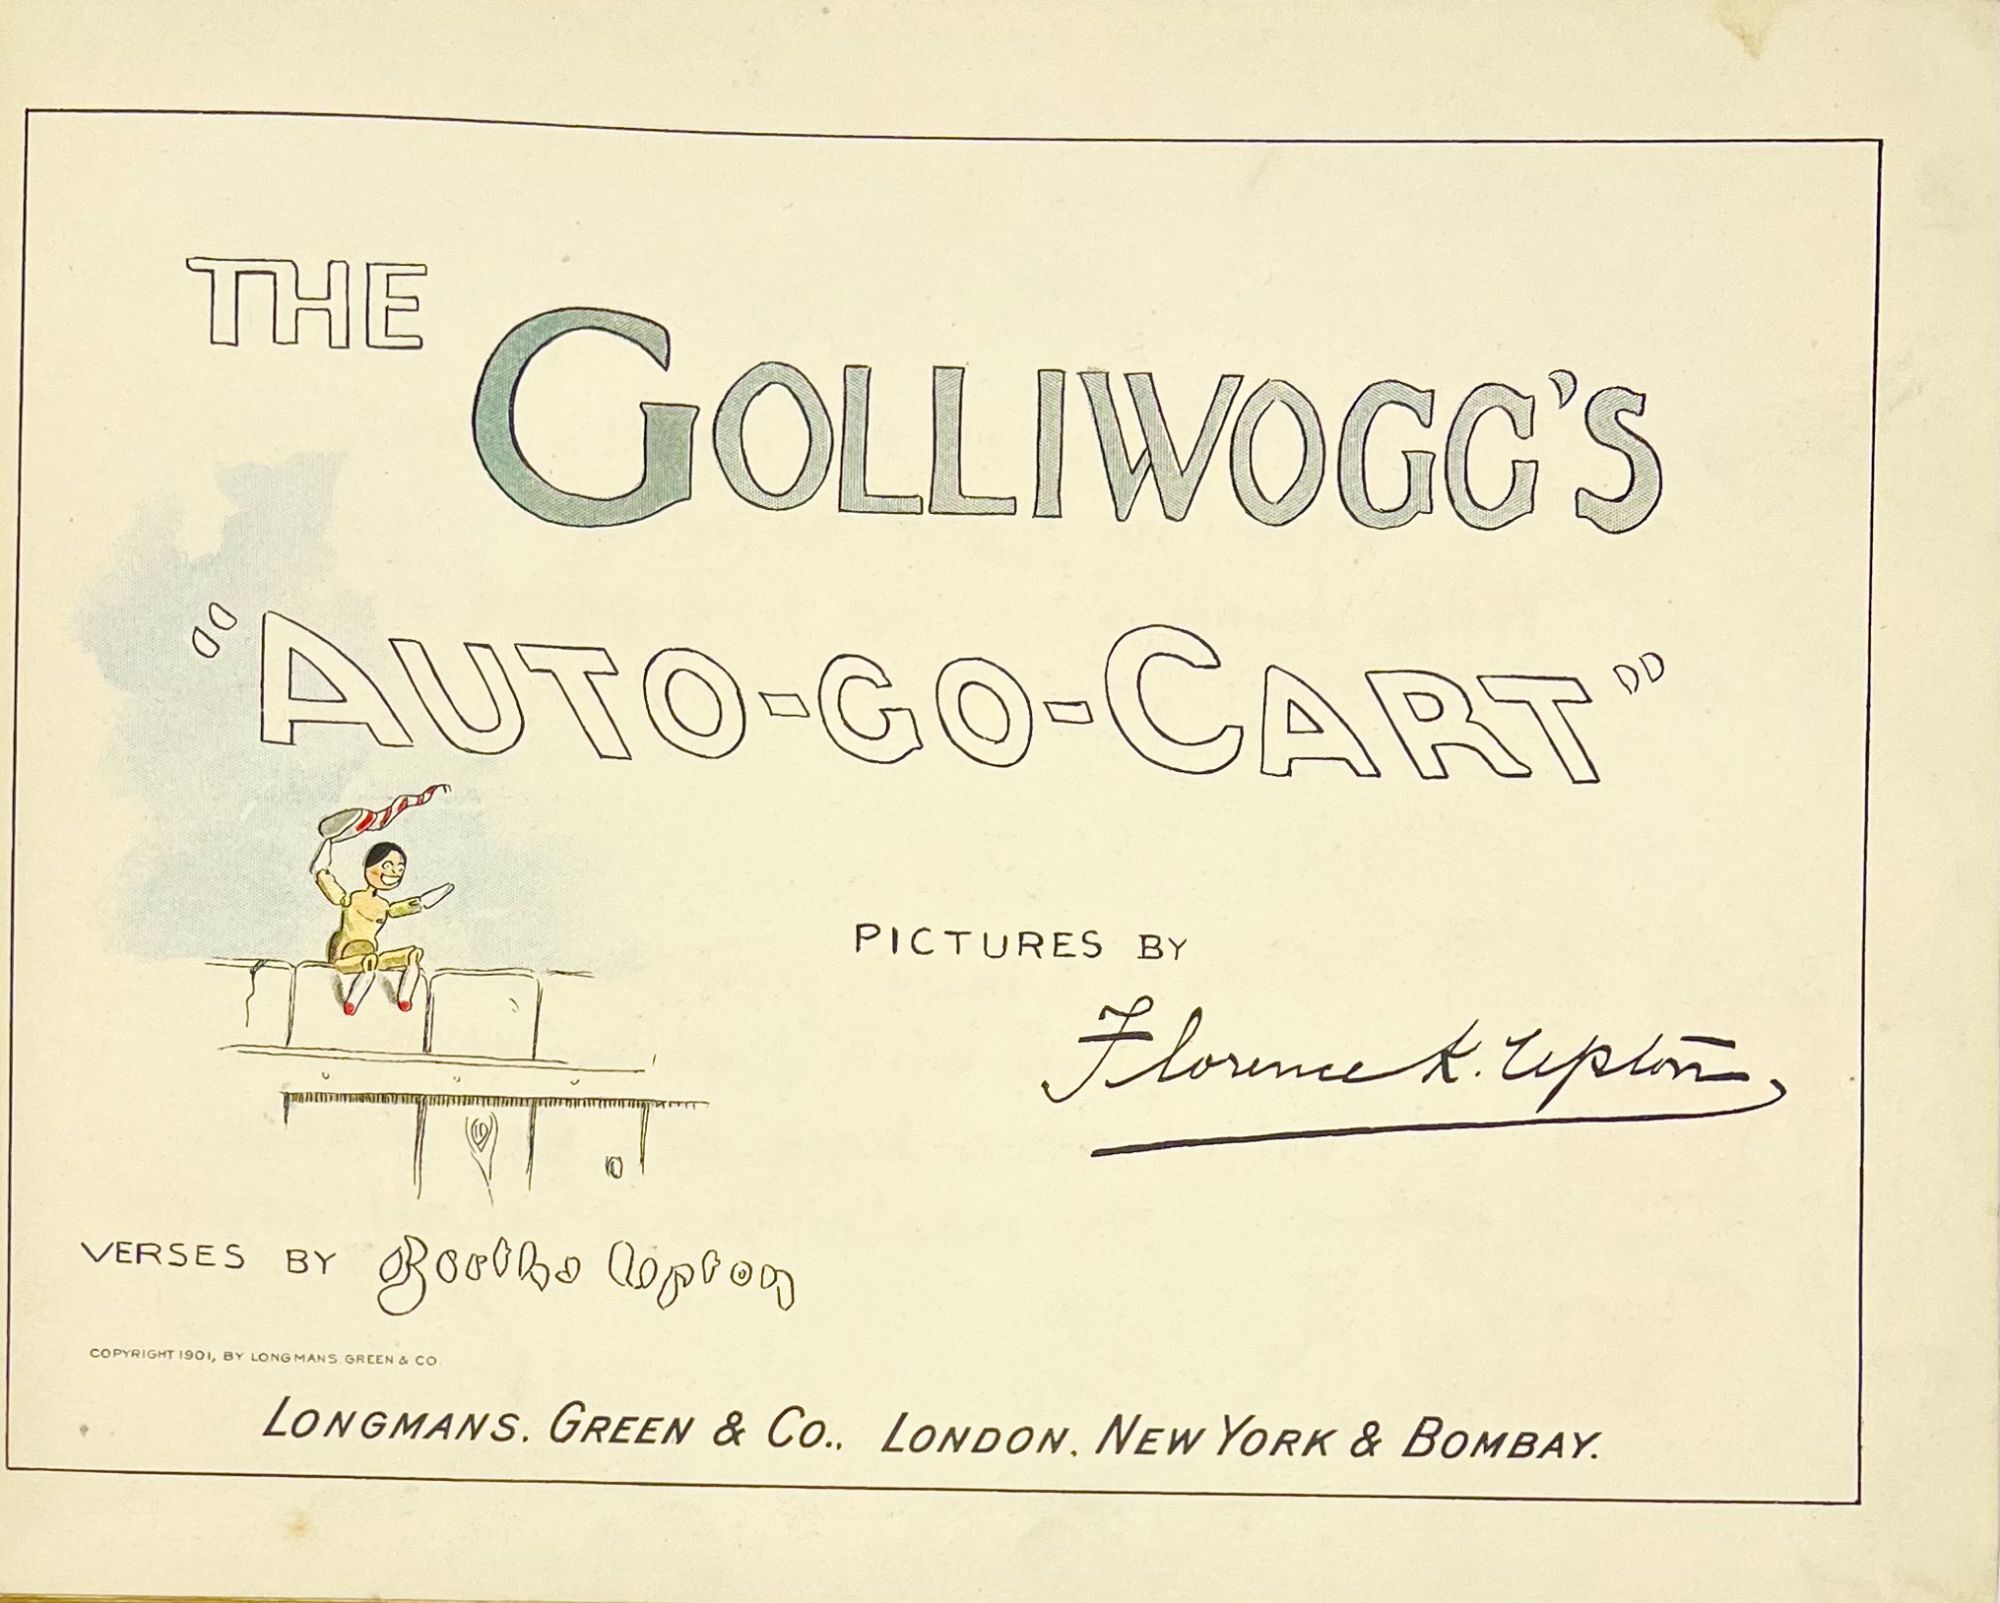 THE
GOLLIWOGG'S
"AUTO-GO-CART"
PICTURES BY
Florence K. Upton
VERSES BY Bertha Upton
COPYRIGHT 1901, BY LONGMANS. GREEN & CO
LONGMANS, GREEN & CO., LONDON, NEW YORK & BOMBAY.